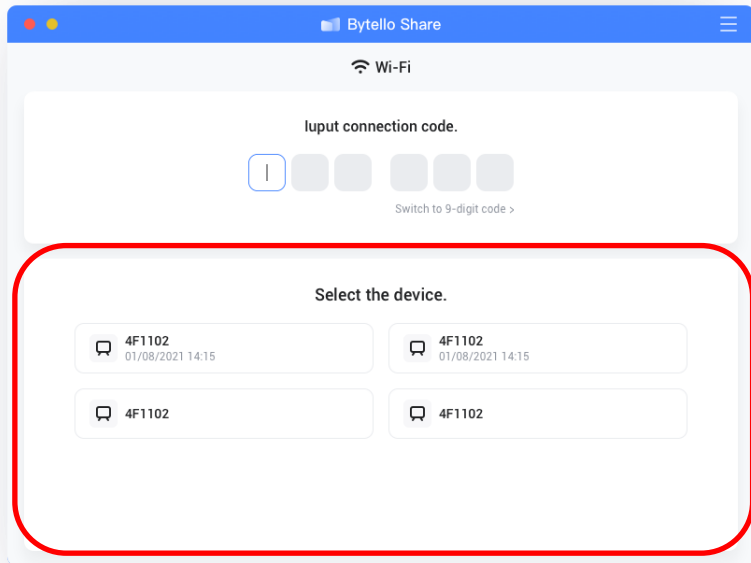 Bytello Share
Wi-Fi
Iuput connection code.
Switch to 9-digit code >
Select the device.
4F1102
01/08/2021 14:15
4F1102
01/08/2021 14:15
4F1102
4F1102